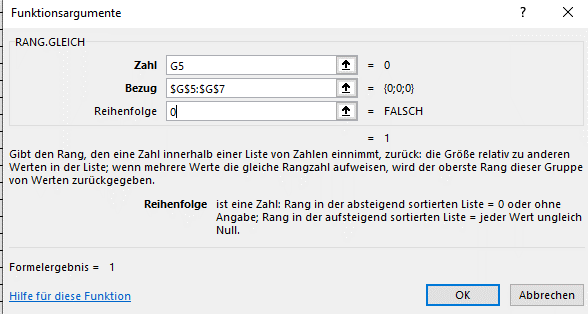 Funktionsargumente ? ×
RANG.GLEICH
Zahl G5 = 0
Bezug $G$5:$G$7 = {0;0;0}
Reihenfolge 0 = FALSCH
= 1
Gibt den Rang, den eine Zahl innerhalb einer Liste von Zahlen einnimmt, zurück: die Größe relativ zu anderen
Werten in der Liste; wenn mehrere Werte die gleiche Rangzahl aufweisen, wird der oberste Rang dieser Gruppe
von Werten zurückgegeben.
Reihenfolge ist eine Zahl: Rang in der absteigend sortierten Liste = 0 oder ohne
Angabe; Rang in der aufsteigend sortierten Liste = jeder Wert ungleich
Null.
Formelergebnis = 1
Hilfe für diese Funktion OK Abbrechen